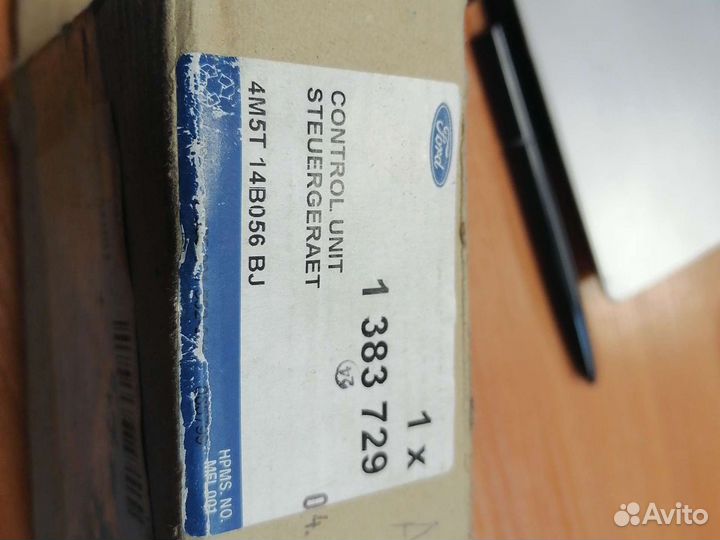 Ford
CONTROL UNIT
STEUERGERAET
4M5T 14B056 BJ
1 383 729
1 x
HPMS. NO.
04.
Avito